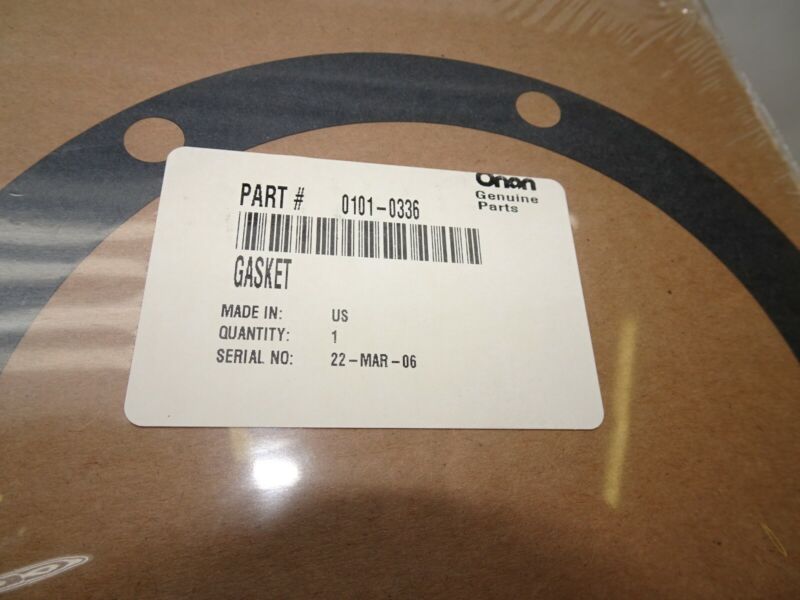 Onan
PART # 0101-0336
Genuine
Parts
GASKET
MADE IN: US
QUANTITY: 1
SERIAL NO: 22-MAR-06